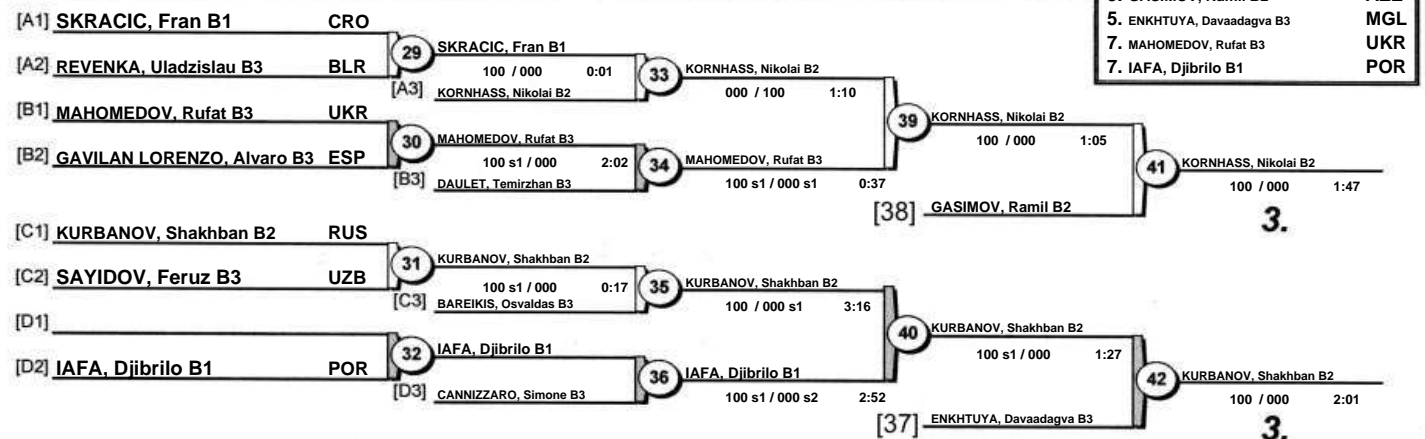 5. ENKHTUYA, Davaadagva B3 MGL
7. MAHOMEDOV, Rufat B3 UKR
7. IAFA, Djibrilo B1 POR
[A1] SKRACIC, Fran B1 CRO
[A2] REVENKA, Uladzislau B3 BLR
29
[A3]
SKRACIC, Fran B1
100 / 000 0:01
KORNHASS, Nikolai B2
33
KORNHASS, Nikolai B2
000 / 100 1:10
[B1] MAHOMEDOV, Rufat B3 UKR
[B2] GAVILAN LORENZO, Alvaro B3 ESP
30
[B3]
MAHOMEDOV, Rufat B3
100 s1 / 000 2:02
DAULET, Temirzhan B3
34
MAHOMEDOV, Rufat B3
100 s1 / 000 s1 0:37
39
KORNHASS, Nikolai B2
100 / 000 1:05
[38] GASIMOV, Ramil B2
41
KORNHASS, Nikolai B2
100 / 000 1:47
3.
[C1] KURBANOV, Shakhban B2 RUS
[C2] SAYIDOV, Feruz B3 UZB
31
[C3]
KURBANOV, Shakhban B2
100 s1 / 000 0:17
BAREIKIS, Osvaldas B3
35
KURBANOV, Shakhban B2
100 / 000 s1 3:16
[D1]
[D2] IAFA, Djibrilo B1 POR
32
[D3]
IAFA, Djibrilo B1
CANNIZZARO, Simone B3
36
IAFA, Djibrilo B1
100 s1 / 000 s2 2:52
40
KURBANOV, Shakhban B2
100 s1 / 000 1:27
[37] ENKHTUYA, Davaadagva B3
42
KURBANOV, Shakhban B2
100 / 000 2:01
3.